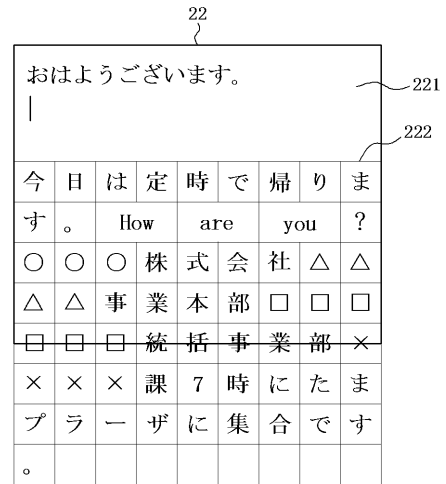 22
おはようございます。
221
222
今日は定時で帰りま
す。How are you?
○○○株式会社△△
△△事業本部□□□
□□□統括事業部×
×××課7時にたま
プラーザに集合です
。